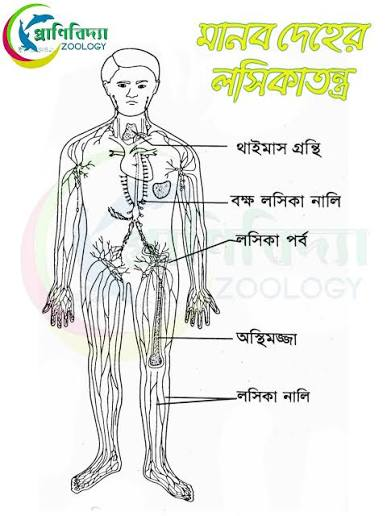 প্রাণিবিদ্যা
ZOOLOGY
মানব দেহের
লসিকাতন্ত্র
থাইমাস গ্রন্থি
বক্ষ লসিকা নালি
লসিকা পর্ব
প্রাণিবিদ্যা
ZOOLOGY
অস্থিমজ্জা
লসিকা নালি